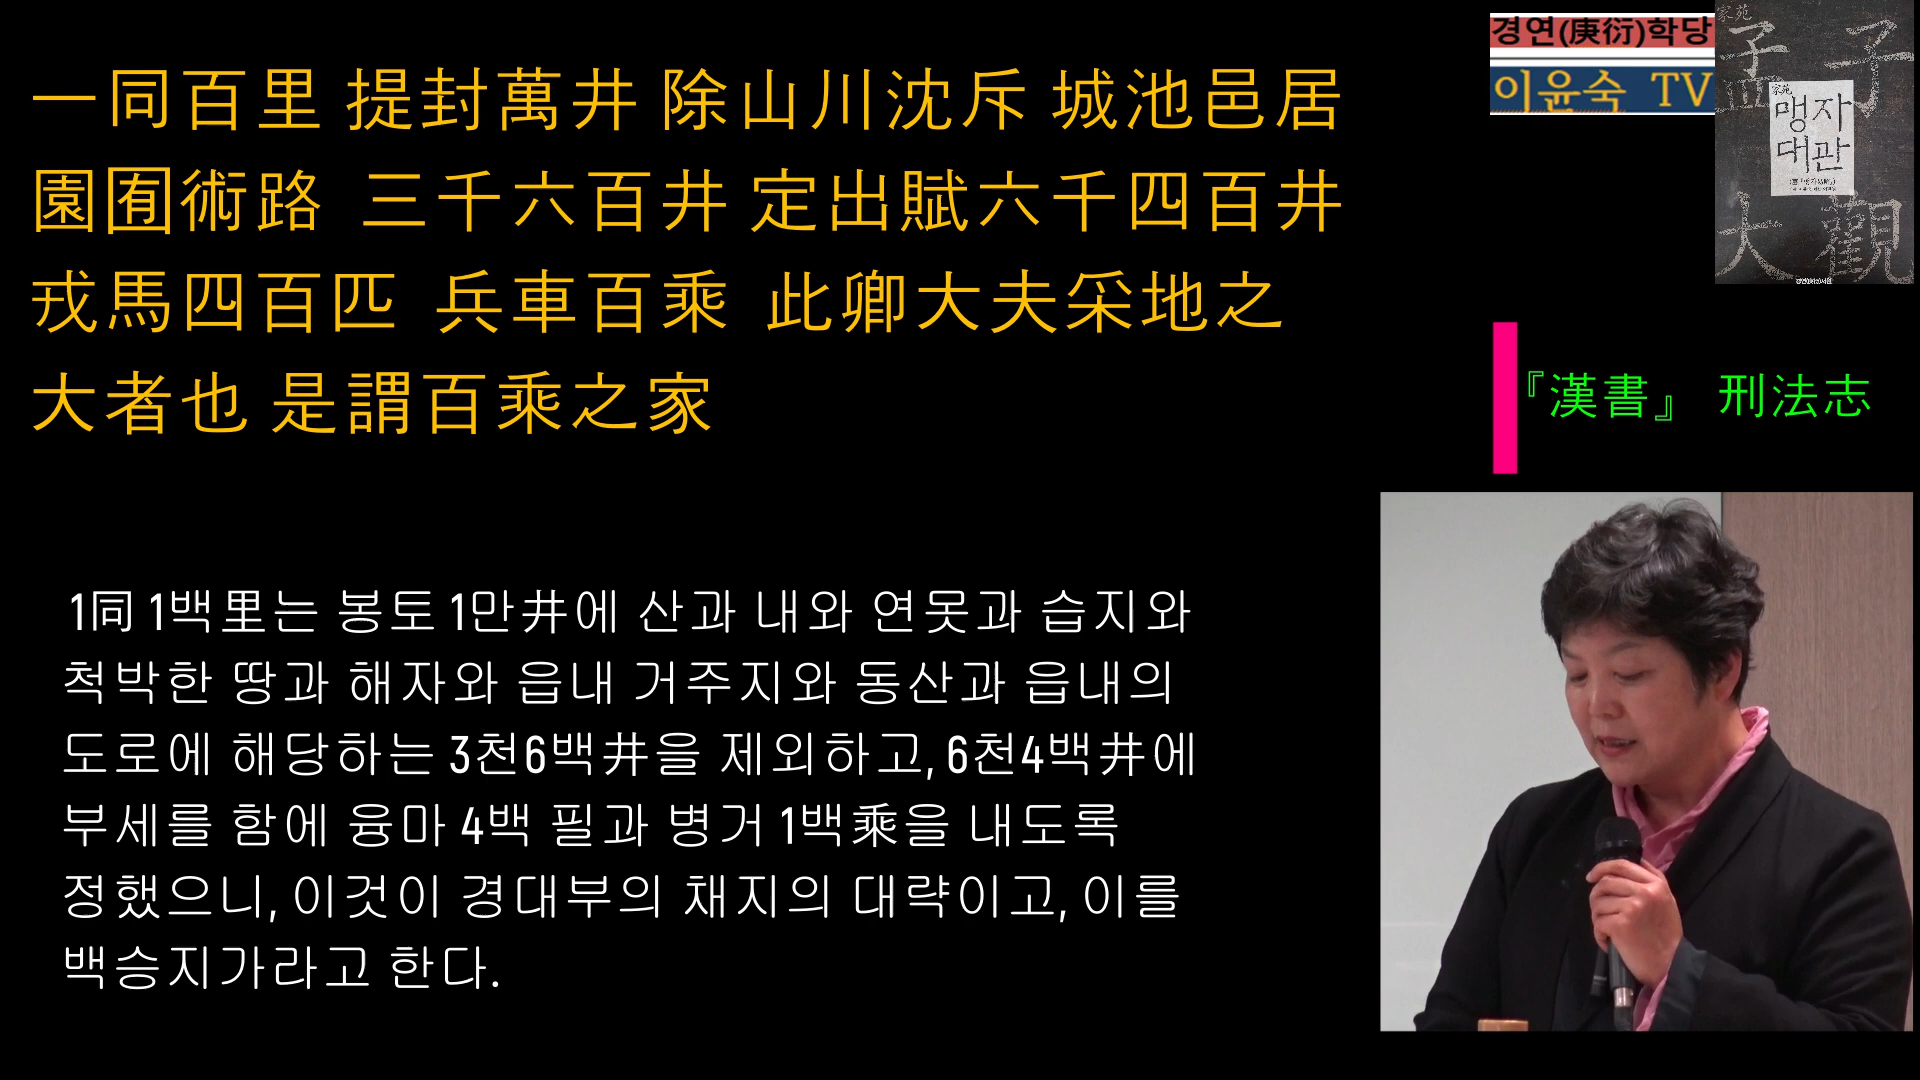 一同百里 提封萬井 除山川沈斥 城池邑居
園囿術路 三千六百井 定出賦六千四百井
戎馬四百匹 兵車百乘 此卿大夫采地之
大者也 是謂百乘之家
경연(庚衍)학당
이윤숙 TV
家苑
孟子
家苑
맹자
대관
大觀
『漢書』 刑法志
1同 1백里는 봉토 1만井에 산과 내와 연못과 습지와
척박한 땅과 해자와 읍내 거주지와 동산과 읍내의
도로에 해당하는 3천6백井을 제외하고, 6천4백井에
부세를 함에 융마 4백 필과 병거 1백乘을 내도록
정했으니, 이것이 경대부의 채지의 대략이고, 이를
백승지가라고 한다.